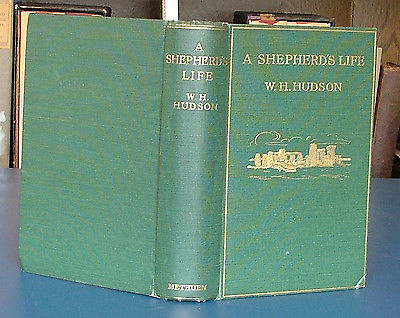 A
SHEPHERD'S
LIFE
W. H.
HUDSON
METHUEN
A SHEPHERD'S LIFE
W. H. HUDSON